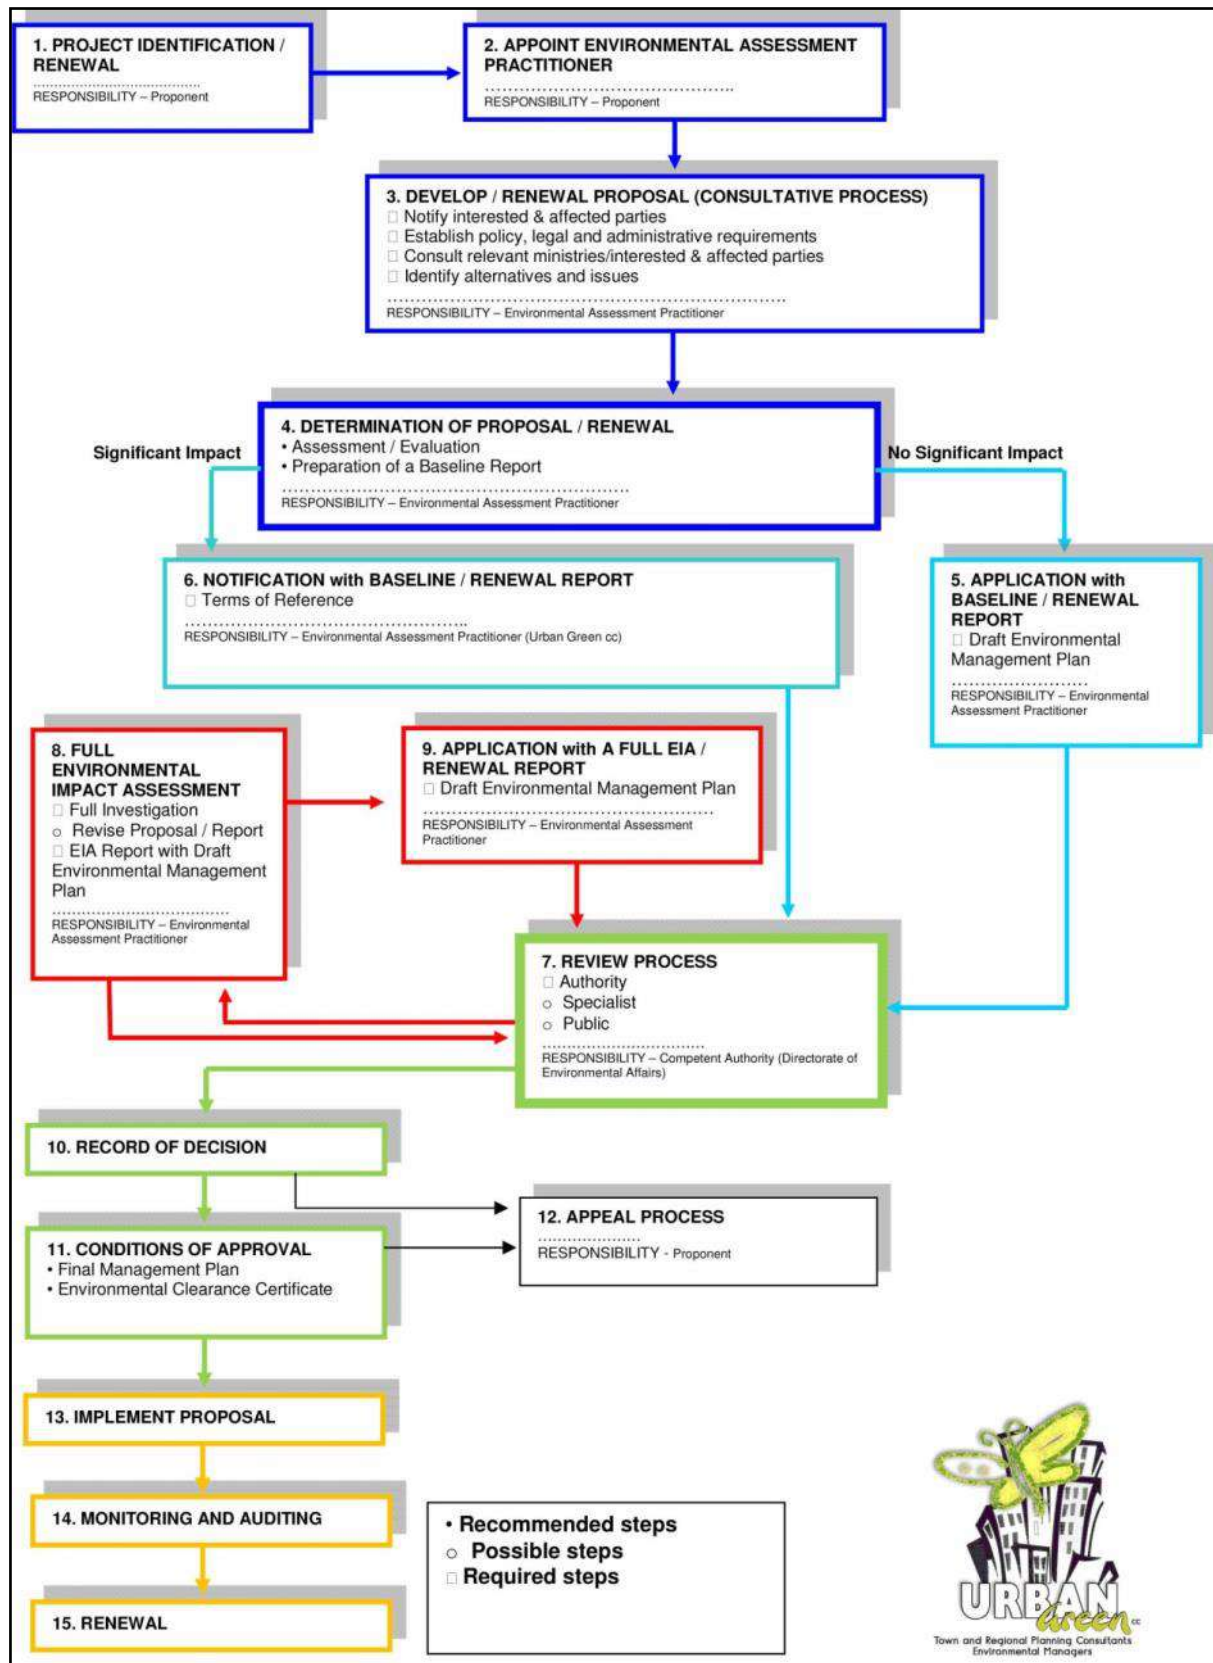 1. PROJECT IDENTIFICATION /
RENEWAL
………………………………….
RESPONSIBILITY – Proponent
2. APPOINT ENVIRONMENTAL ASSESSMENT
PRACTITIONER
……………………………………..
RESPONSIBILITY – Proponent
3. DEVELOP / RENEWAL PROPOSAL (CONSULTATIVE PROCESS)
□ Notify interested & affected parties
□ Establish policy, legal and administrative requirements
□ Consult relevant ministries/interested & affected parties
□ Identify alternatives and issues
…………………………………………………………….
RESPONSIBILITY – Environmental Assessment Practitioner
4. DETERMINATION OF PROPOSAL / RENEWAL
• Assessment / Evaluation
• Preparation of a Baseline Report
…………………………………………………….
RESPONSIBILITY – Environmental Assessment Practitioner
Significant Impact
No Significant Impact
6. NOTIFICATION with BASELINE / RENEWAL REPORT
□ Terms of Reference
…………………………………………..
RESPONSIBILITY – Environmental Assessment Practitioner (Urban Green cc)
5. APPLICATION with
BASELINE / RENEWAL
REPORT
□ Draft Environmental
Management Plan
……………………
RESPONSIBILITY – Environmental
Assessment Practitioner
8. FULL
ENVIRONMENTAL
IMPACT ASSESSMENT
□ Full Investigation
o Revise Proposal / Report
□ EIA Report with Draft
Environmental Management
Plan
………………………………
RESPONSIBILITY – Environmental
Assessment Practitioner
9. APPLICATION with A FULL EIA /
RENEWAL REPORT
□ Draft Environmental Management Plan
……………………………………………
RESPONSIBILITY – Environmental Assessment
Practitioner
7. REVIEW PROCESS
□ Authority
o Specialist
o Public
……………………………
RESPONSIBILITY – Competent Authority (Directorate of
Environmental Affairs)
10. RECORD OF DECISION
11. CONDITIONS OF APPROVAL
• Final Management Plan
• Environmental Clearance Certificate
12. APPEAL PROCESS
…………………
RESPONSIBILITY - Proponent
13. IMPLEMENT PROPOSAL
14. MONITORING AND AUDITING
15. RENEWAL
• Recommended steps
o Possible steps
□ Required steps
URBAN
Green cc
Town and Regional Planning Consultants
Environmental Managers